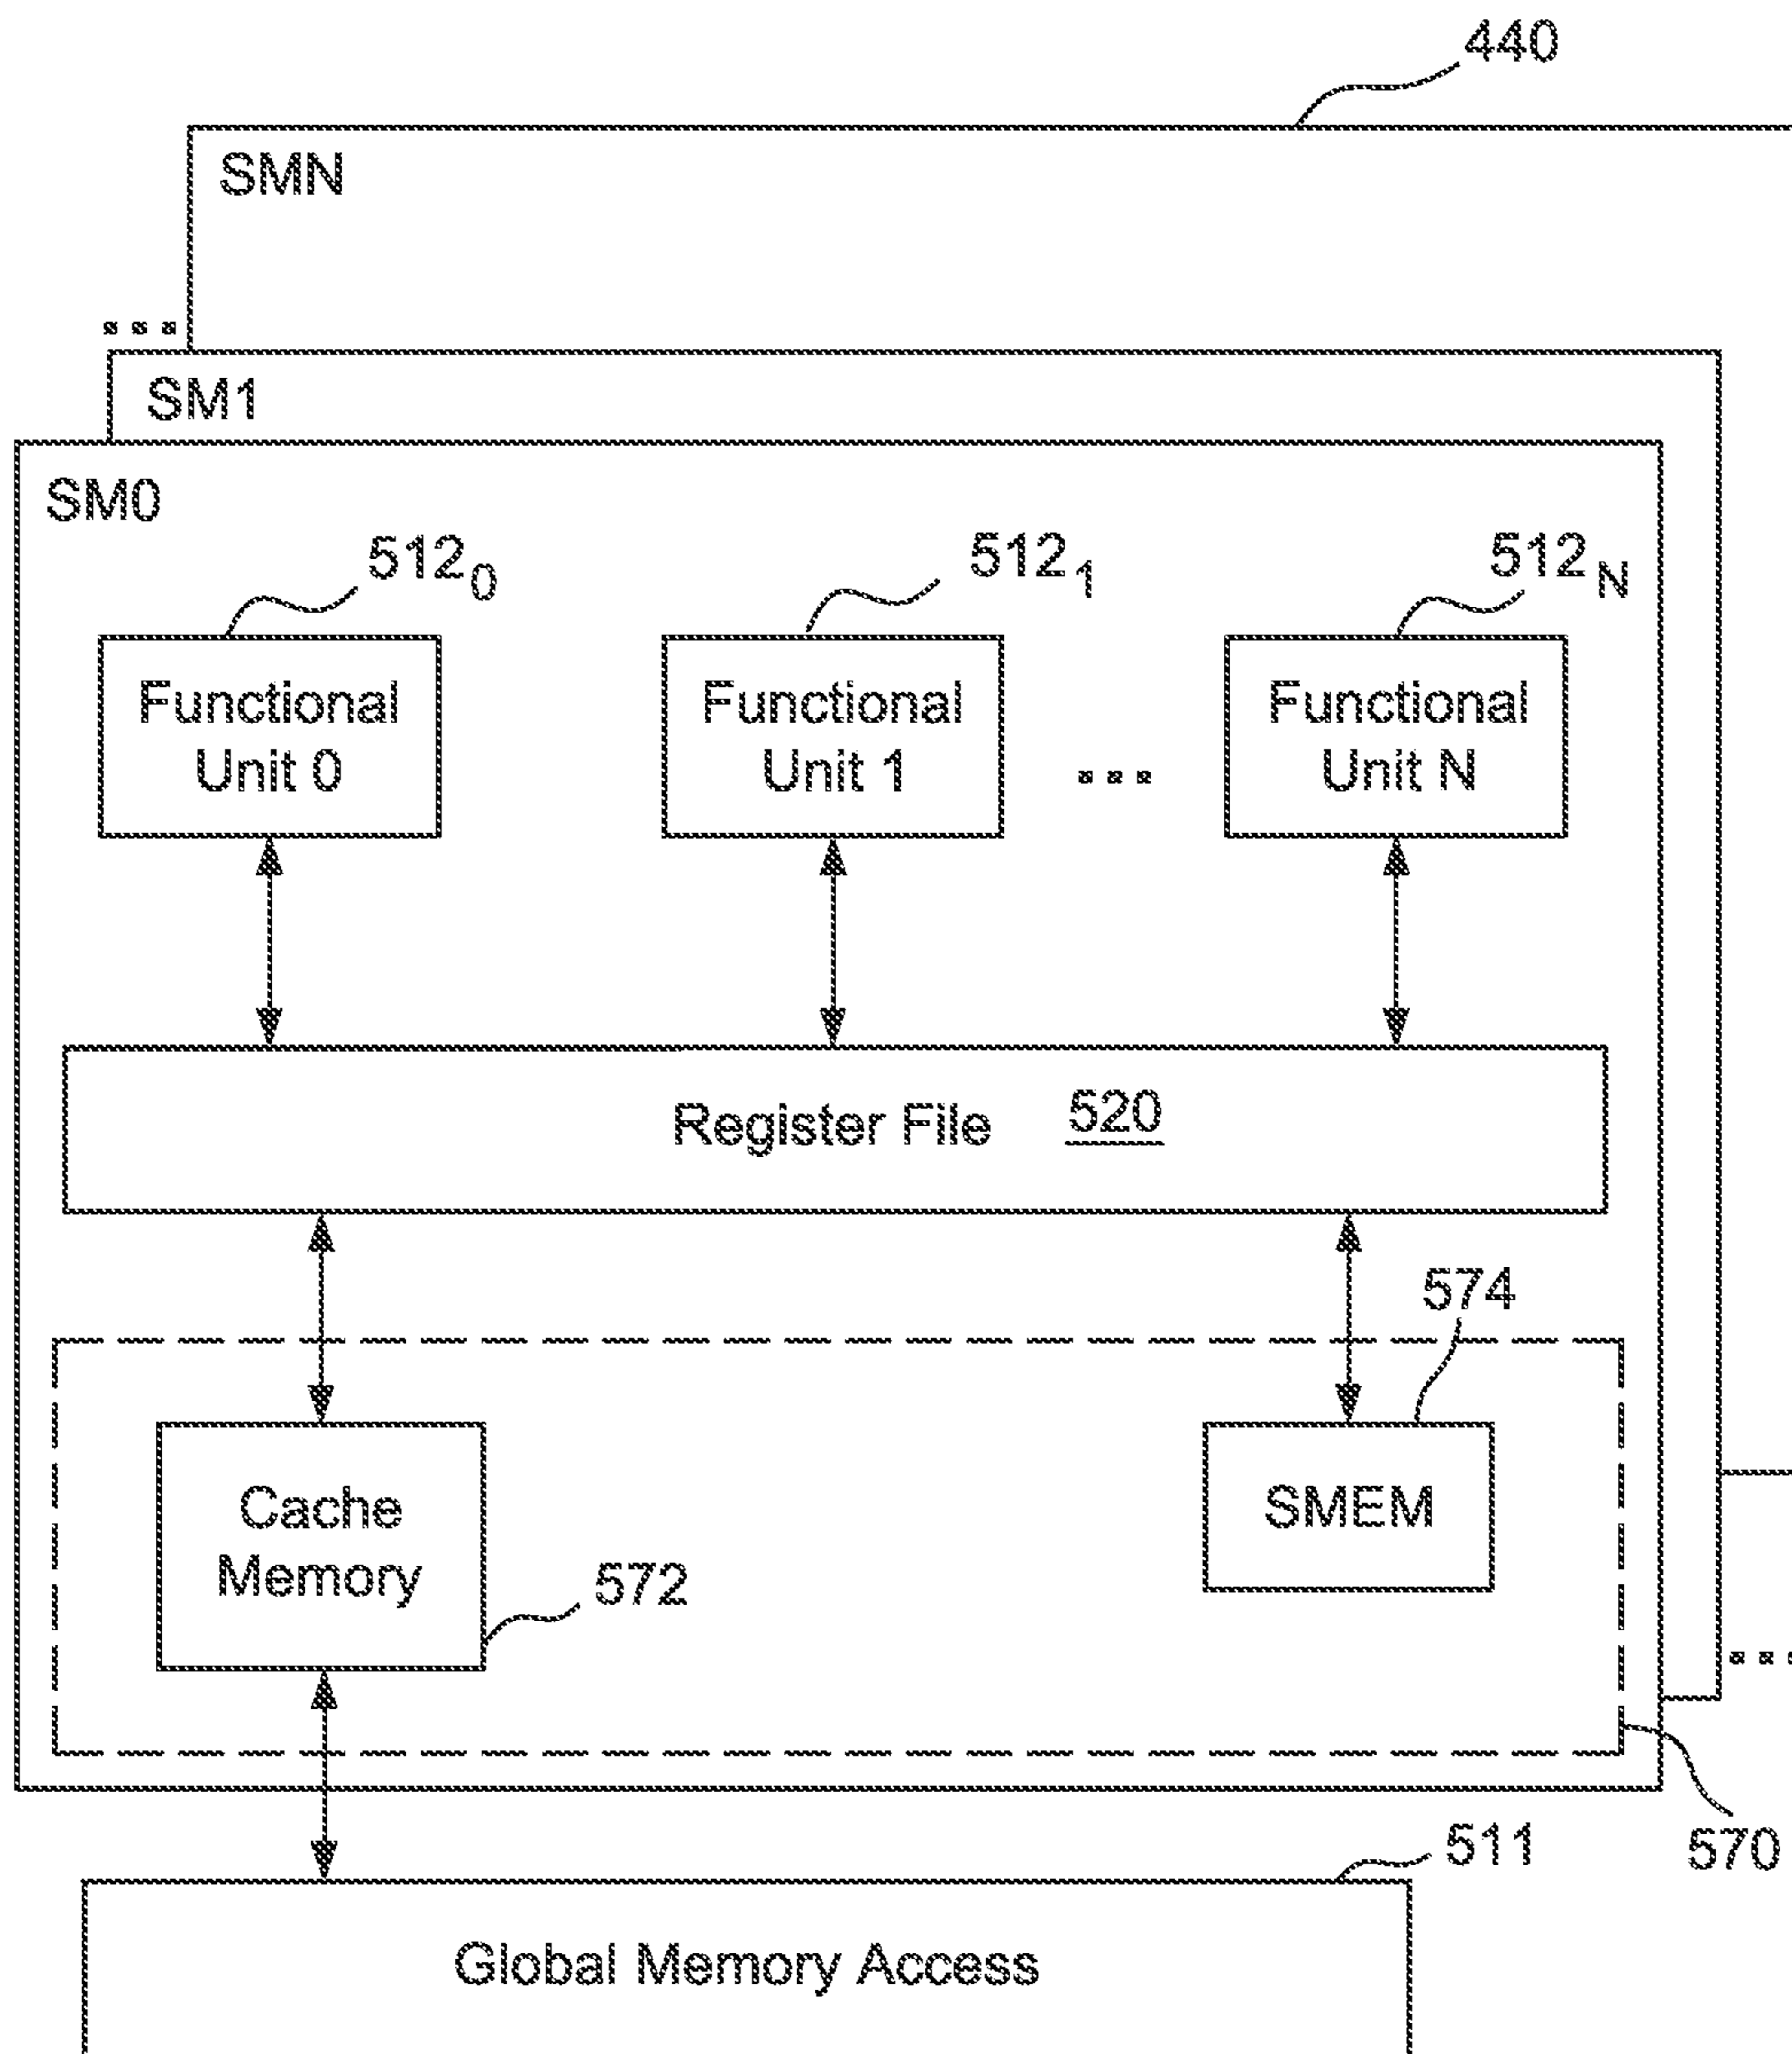 440
SMN
...
SM1
SM0
512₀
512₁
512N
Functional
Unit 0
Functional
Unit 1
...
Functional
Unit N
Register File 520
574
Cache
Memory
572
SMEM
...
570
511
Global Memory Access